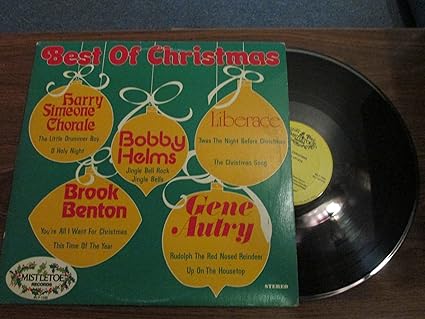 Best Of Christmas
Harry
Simeone
Chorale
The Little Drummer Boy
O Holy Night
Liberace
'Twas The Night Before Christmas
The Christmas Song
Bobby
Helms
Jingle Bell Rock
Jingle Bells
Brook
Benton
You're All I Want For Christmas
This Time Of The Year
Gene
Autry
Rudolph The Red Nosed Reindeer
Up On The Housetop
MISTLETOE
RECORDS
STEREO